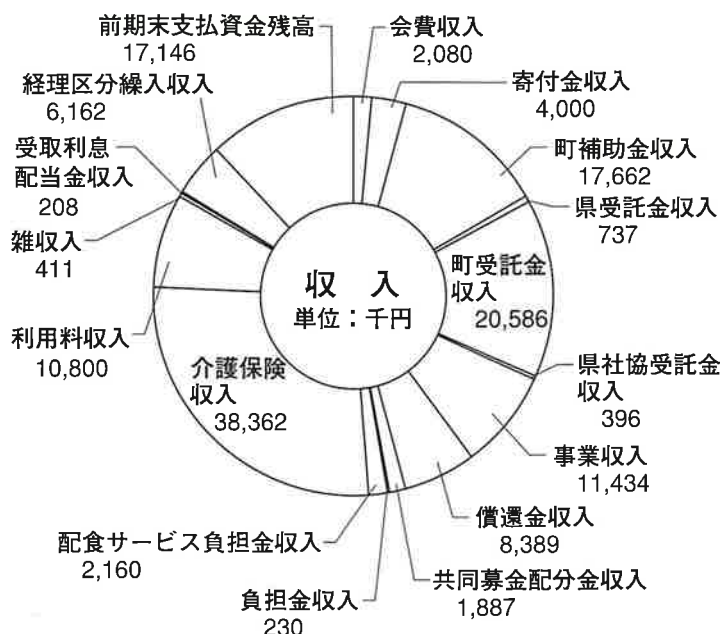 前期末支払資金残高
17,146
会費収入
2,080
寄付金収入
4,000
町補助金収入
17,662
県受託金収入
737
町受託金
収入
20,586
県社協受託金
収入
396
事業収入
11,434
償還金収入
8,389
共同募金配分金収入
1,887
負担金収入
230
配食サービス負担金収入
2,160
介護保険
収入
38,362
利用料収入
10,800
雑収入
411
受取利息
配当金収入
208
経理区分繰入収入
6,162
収 入
単位：千円